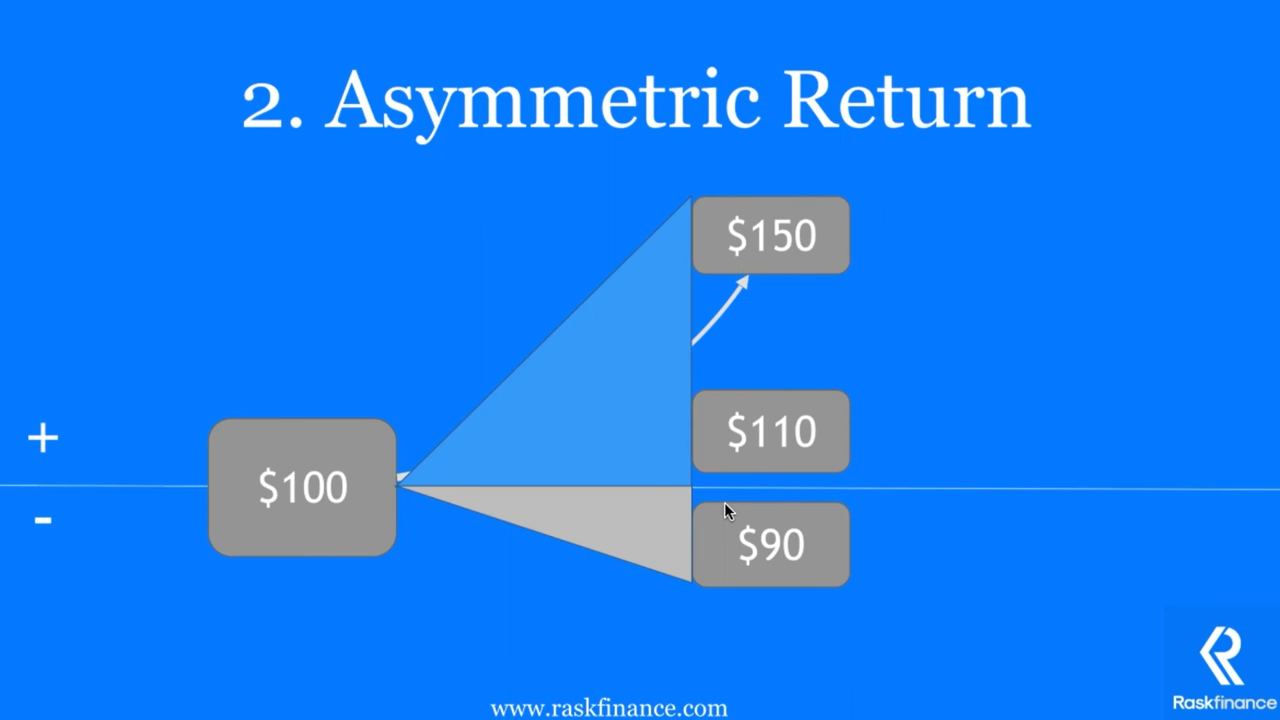 2. Asymmetric Return
$150
$110
+
$100
-
$90
Raskfinance
www.raskfinance.com